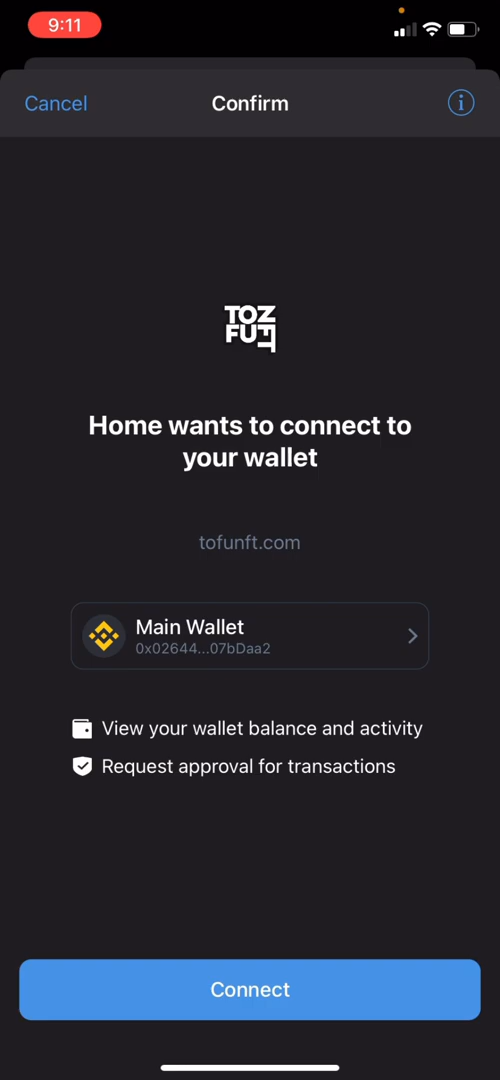 9:11
Cancel
Confirm
TOZ
FUFT
Home wants to connect to
your wallet
tofunft.com
Main Wallet
0x02644...07bDaa2
View your wallet balance and activity
Request approval for transactions
Connect